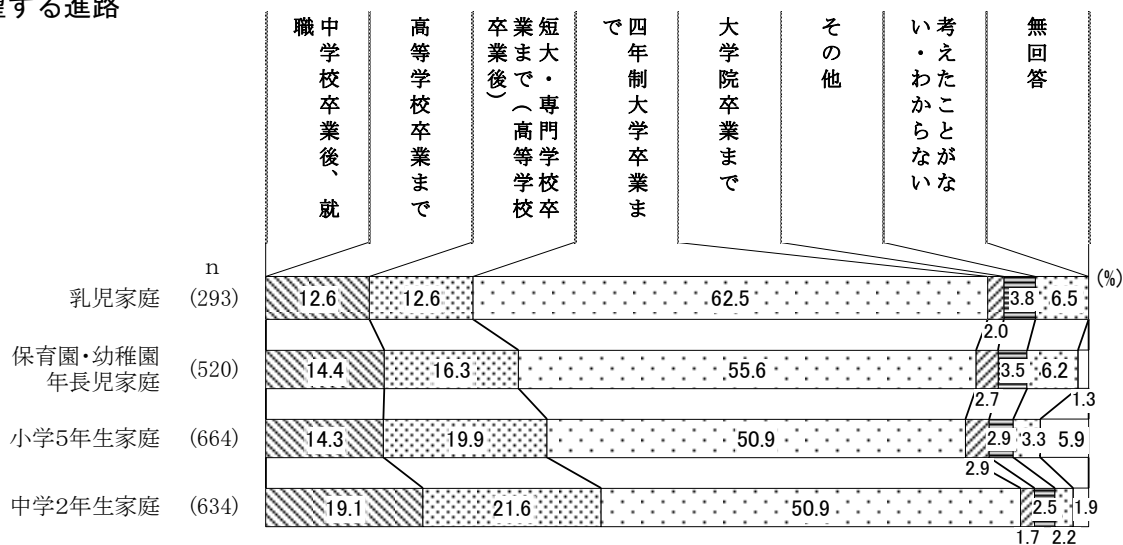 望する進路
中学校卒業後、就
職
高等学校卒業まで
短大・専門学校卒
業まで（高等学校
卒業後）
四年制大学卒業ま
で
大学院卒業まで
その他
考えたことがな
い・わからない
無回答
(%)
n
乳児家庭 (293) 12.6 12.6 62.5 3.8 6.5
2.0
保育園・幼稚園
年長児家庭 (520) 14.4 16.3 55.6 3.5 6.2
2.7 1.3
小学5年生家庭 (664) 14.3 19.9 50.9 2.9 3.3 5.9
2.9
中学2年生家庭 (634) 19.1 21.6 50.9 2.5 1.9
1.7 2.2